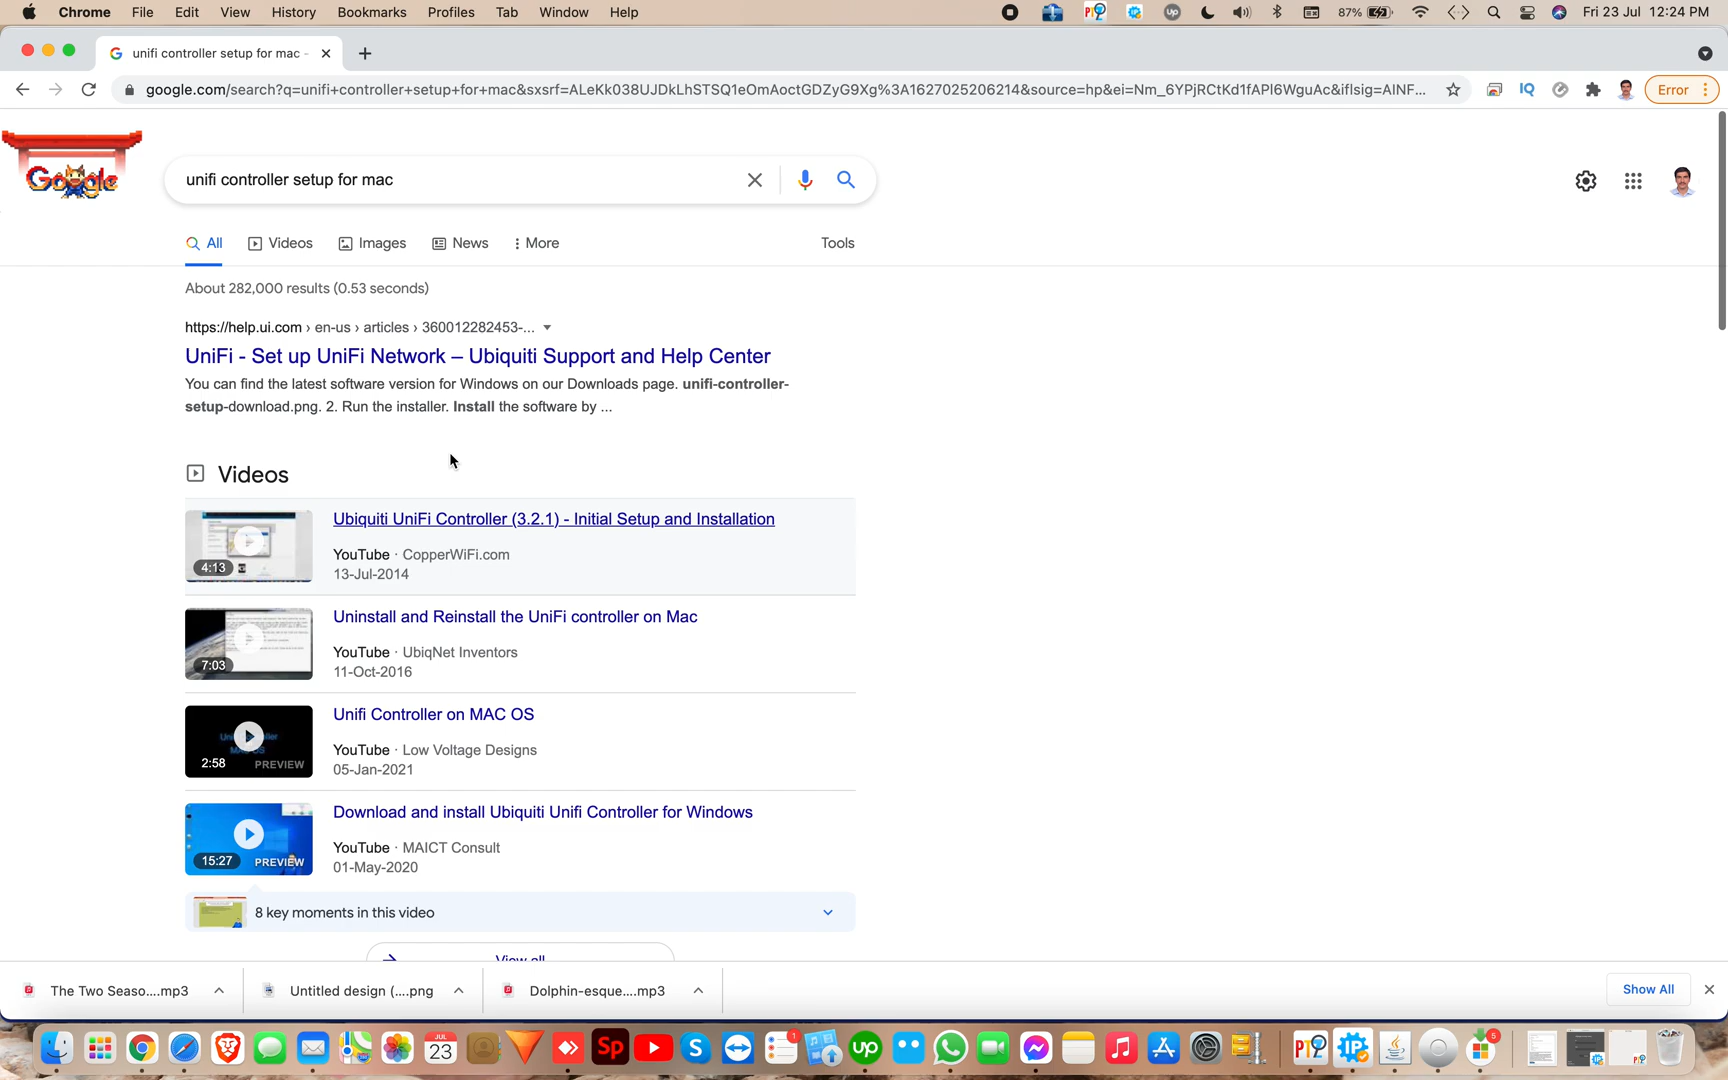 Chrome File Edit View History Bookmarks Profiles Tab Window Help 87% Fri 23 Jul 12:24 PM
unifi controller setup for mac -
google.com/search?q=unifi+controller+setup+for+mac&sxsrf=ALeKk038UJDkLhSTSQ1eOmAoctGDZyG9Xg%3A1627025206214&source=hp&ei=Nm_6YPjRCtKd1fAPl6WguAc&iflsig=AINF... IQ Error
Google
unifi controller setup for mac
All Videos Images News More Tools
About 282,000 results (0.53 seconds)
https://help.ui.com › en-us › articles › 360012282453-...
UniFi - Set up UniFi Network – Ubiquiti Support and Help Center
You can find the latest software version for Windows on our Downloads page. unifi-controller-
setup-download.png. 2. Run the installer. Install the software by ...
Videos
Ubiquiti UniFi Controller (3.2.1) - Initial Setup and Installation
YouTube · CopperWiFi.com
4:13
13-Jul-2014
Uninstall and Reinstall the UniFi controller on Mac
YouTube · UbiqNet Inventors
7:03
11-Oct-2016
Unifi Controller on MAC OS
YouTube · Low Voltage Designs
2:58 PREVIEW
05-Jan-2021
Download and install Ubiquiti Unifi Controller for Windows
YouTube · MAICT Consult
15:27 PREVIEW
01-May-2020
8 key moments in this video
View all
The Two Seaso....mp3 Untitled design (....png Dolphin-esque....mp3 Show All
JUL
23 Sp S 1 up PT 5